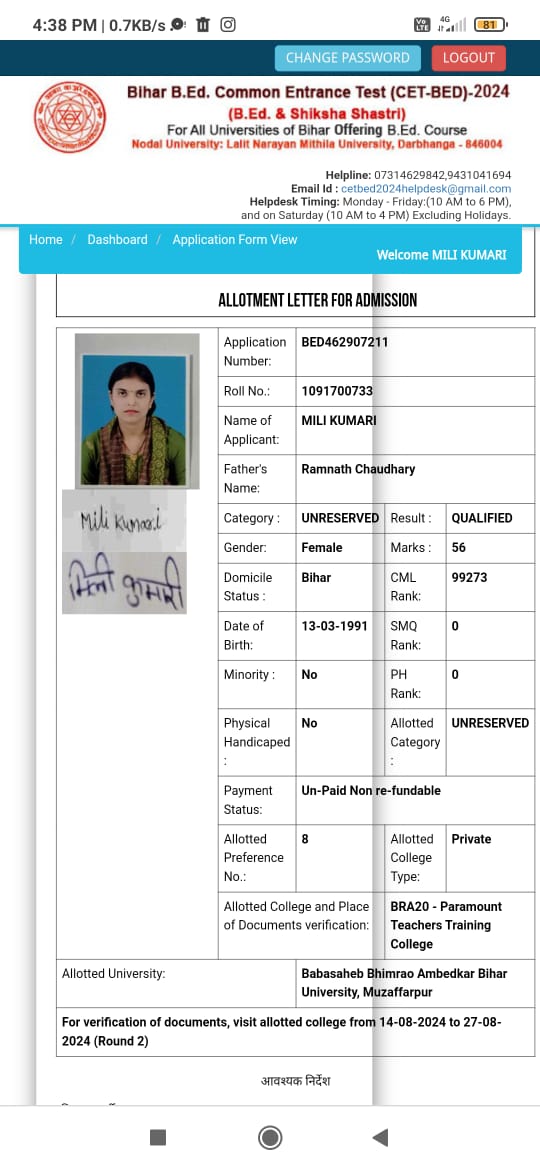 4:38 PM | 0.7KB/s
Vo LTE 4G 81
CHANGE PASSWORD LOGOUT
Bihar B.Ed. Common Entrance Test (CET-BED)-2024
(B.Ed. & Shiksha Shastri)
For All Universities of Bihar Offering B.Ed. Course
Nodal University: Lalit Narayan Mithila University, Darbhanga - 846004
Helpline: 07314629842,9431041694
Email Id : cetbed2024helpdesk@gmail.com
Helpdesk Timing: Monday - Friday:(10 AM to 6 PM),
and on Saturday (10 AM to 4 PM) Excluding Holidays.
Home / Dashboard / Application Form View
Welcome MILI KUMARI
ALLOTMENT LETTER FOR ADMISSION
Mili Kumari
मिली कुमारी
Application Number: BED462907211
Roll No.: 1091700733
Name of Applicant: MILI KUMARI
Father's Name: Ramnath Chaudhary
Category : UNRESERVED Result : QUALIFIED
Gender: Female Marks : 56
Domicile Status : Bihar CML Rank: 99273
Date of Birth: 13-03-1991 SMQ Rank: 0
Minority : No PH Rank: 0
Physical Handicaped : No Allotted Category : UNRESERVED
Payment Status: Un-Paid Non re-fundable
Allotted Preference No.: 8 Allotted College Type: Private
Allotted College and Place of Documents verification: BRA20 - Paramount Teachers Training College
Allotted University: Babasaheb Bhimrao Ambedkar Bihar University, Muzaffarpur
For verification of documents, visit allotted college from 14-08-2024 to 27-08-
2024 (Round 2)
आवश्यक निर्देश